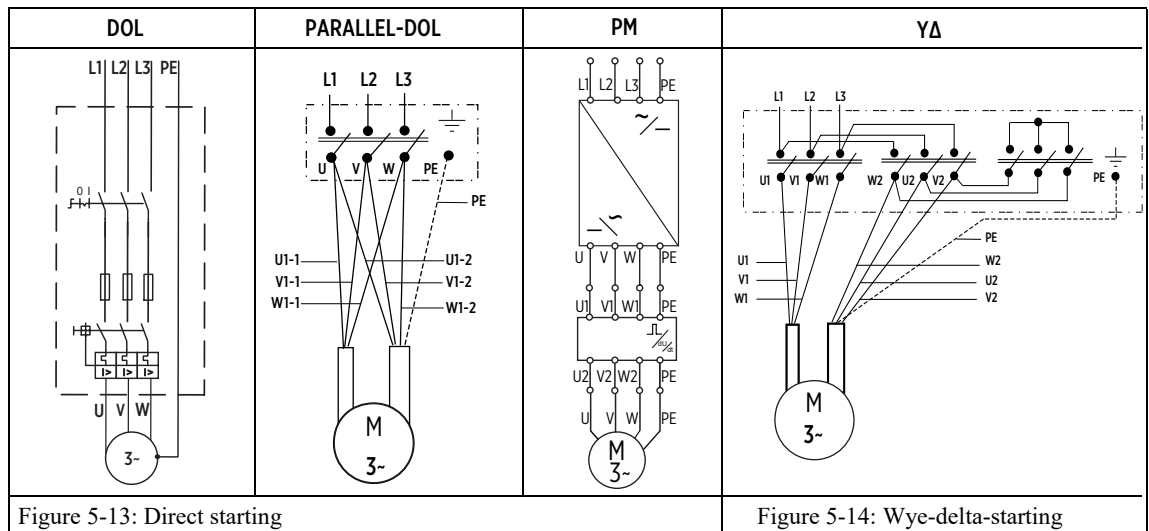 DOL
PARALLEL-DOL
PM
YΔ
L1 L2 L3 PE
0 I
I> I> I>
U V W
3~
L1 L2 L3
U V W PE
PE
U1-1 U1-2
V1-1 V1-2
W1-1 W1-2
M
3~
L1 L2 L3 PE
U V W PE
U1 V1 W1 PE
dU/dt
U2 V2 W2 PE
U V W PE
M
3~
L1 L2 L3
U1 V1 W1 W2 U2 V2 PE
PE
U1 W2
V1 U2
W1 V2
M
3~
Figure 5-13: Direct starting
Figure 5-14: Wye-delta-starting